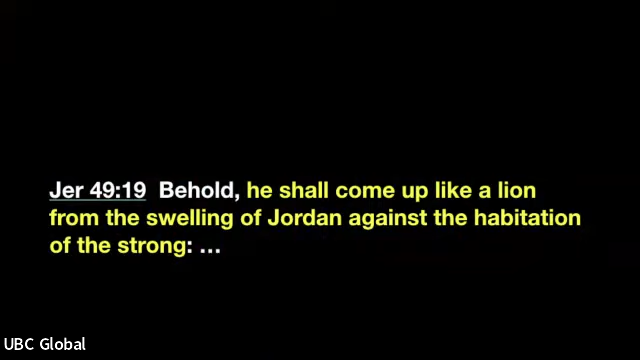 Jer 49:19 Behold, he shall come up like a lion
from the swelling of Jordan against the habitation
of the strong: ...
UBC Global